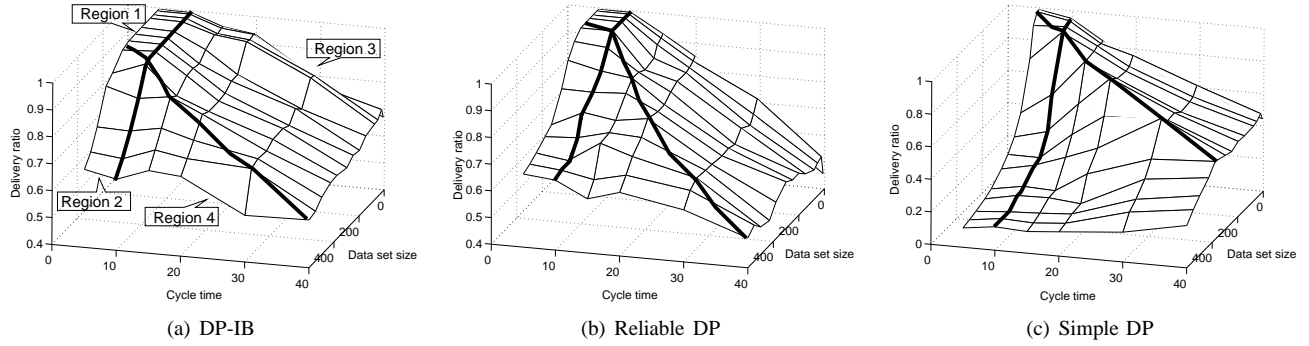 Region 1
Region 3
Region 2
Region 4
1
0.9
0.8
0.7
0.6
0.5
0.4
Delivery ratio
0
10
20
30
40
Cycle time
0
200
400
Data set size
(a) DP-IB
1
0.9
0.8
0.7
0.6
0.5
0.4
Delivery ratio
0
10
20
30
40
Cycle time
0
200
400
Data set size
(b) Reliable DP
1
0.8
0.6
0.4
0.2
0
Delivery ratio
0
10
20
30
40
Cycle time
0
200
400
Data set size
(c) Simple DP